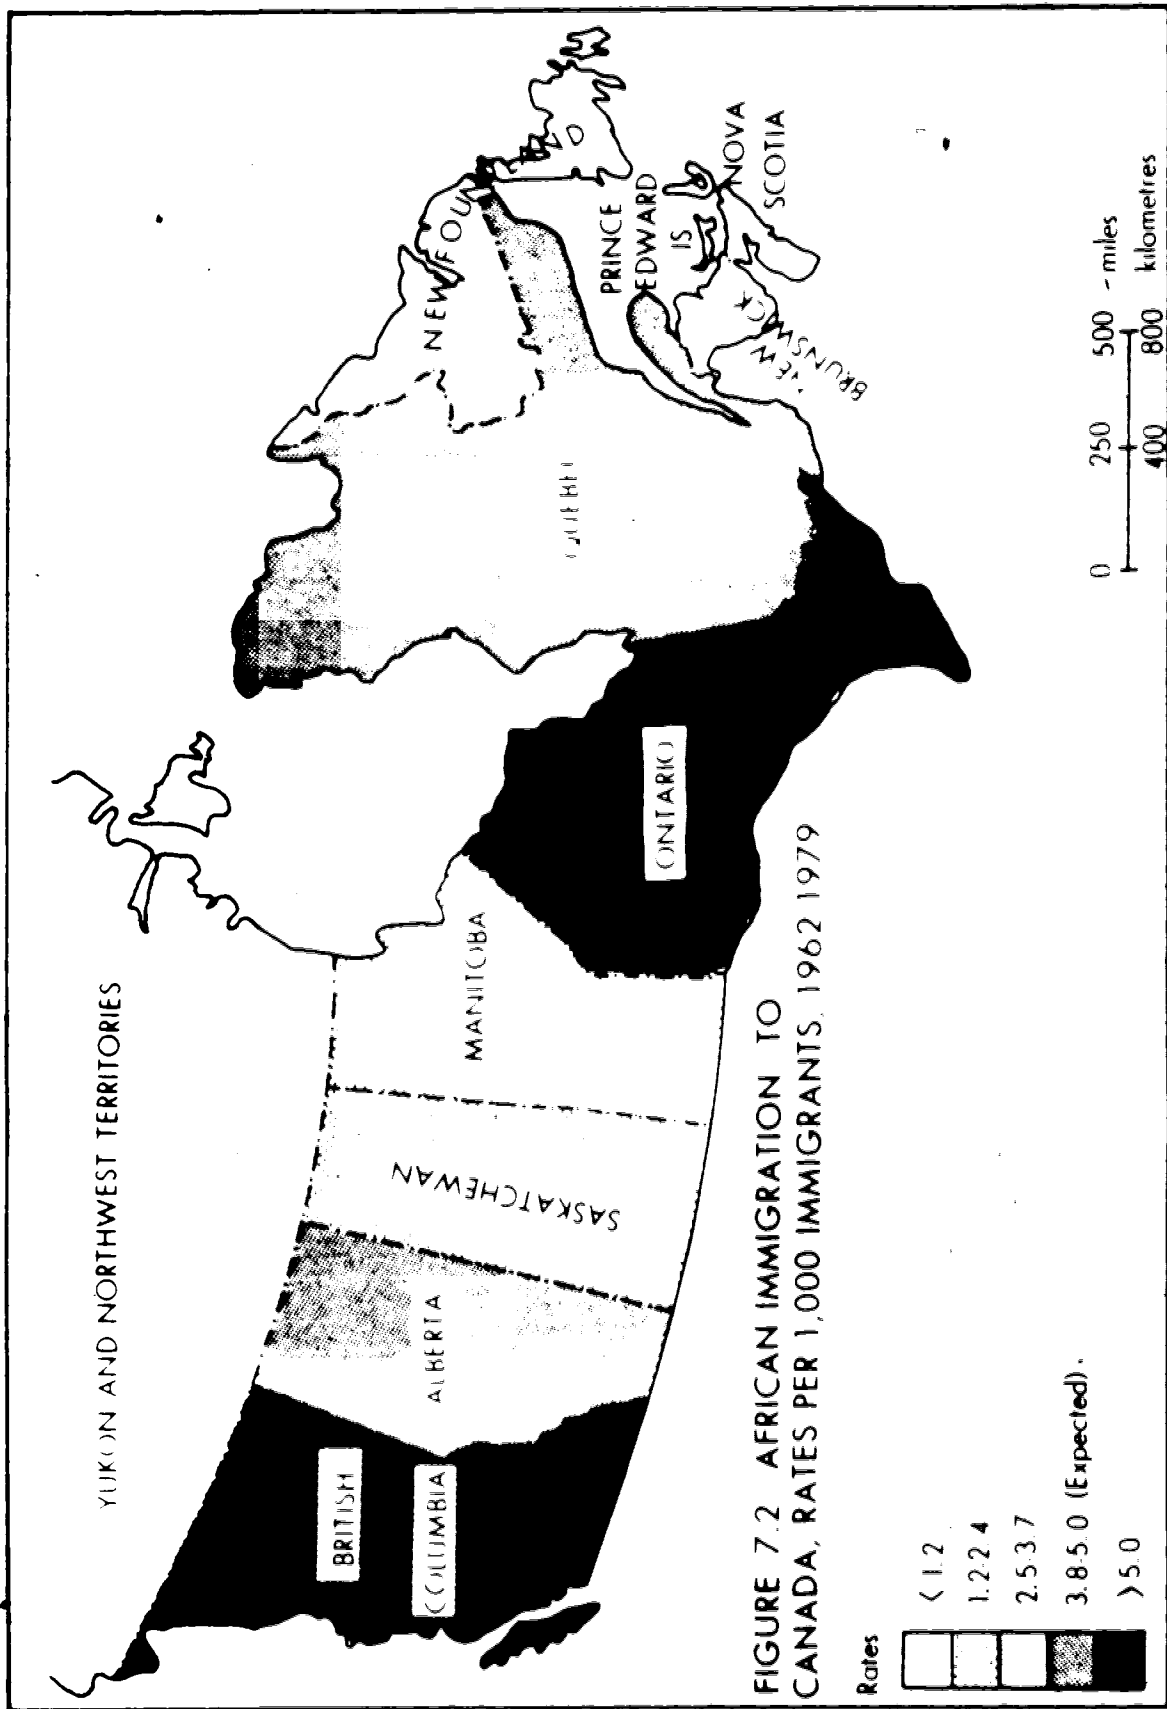 YUKON AND NORTHWEST TERRITORIES
BRITISH
COLUMBIA
ALBERTA
SASKATCHEWAN
MANITOBA
ONTARIO
NEW
PRINCE
EDWARD
IS
NOVA
SCOTIA
NEW
BRUNSWICK
FIGURE 7.2 AFRICAN IMMIGRATION TO
CANADA, RATES PER 1,000 IMMIGRANTS, 1962 1979
Rates
< 1.2
1.2-2.4
2.5-3.7
3.8-5.0 (Expected).
> 5.0
0 250 500 - miles
400 800 kilometres